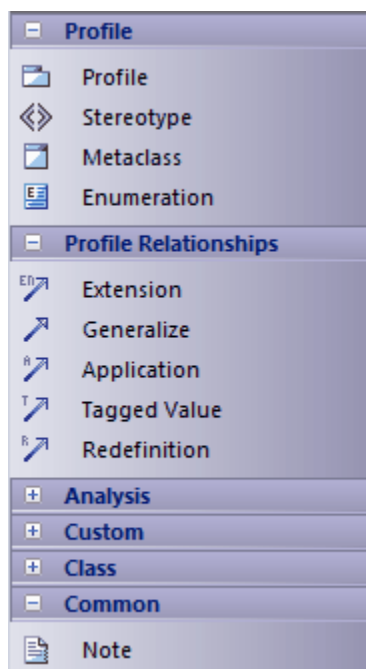 Profile
Profile
Stereotype
Metaclass
Enumeration
Profile Relationships
Extension
Generalize
Application
Tagged Value
Redefinition
Analysis
Custom
Class
Common
Note